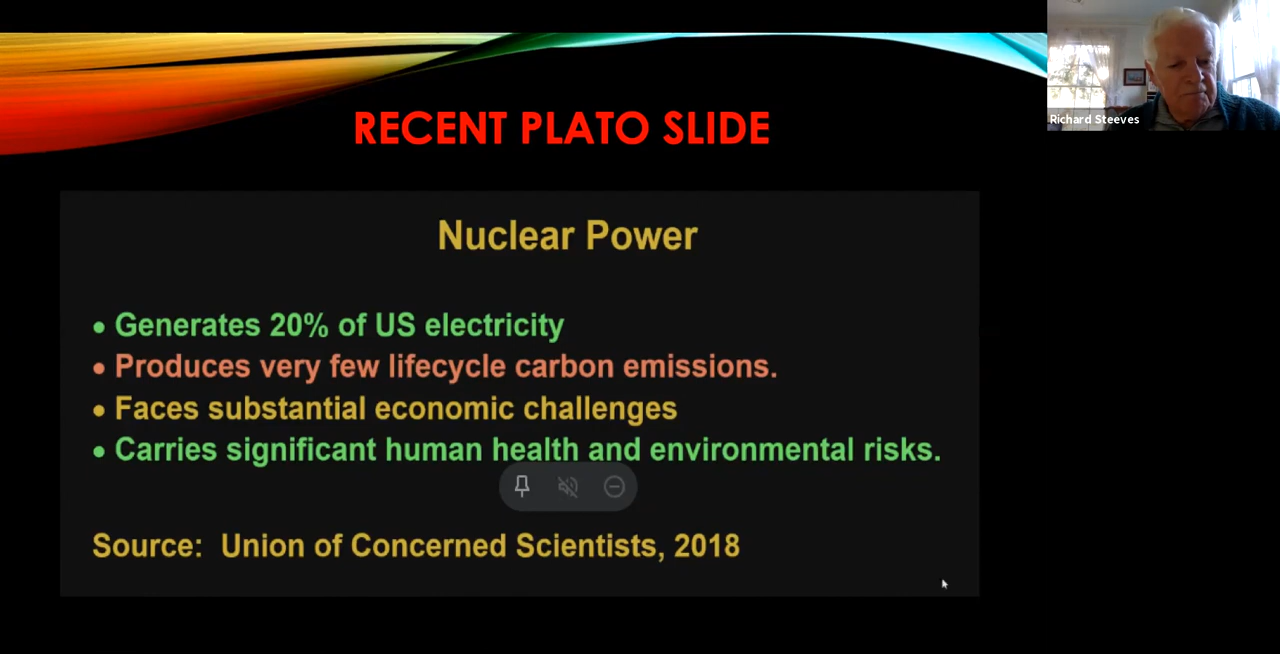 RECENT PLATO SLIDE
Richard Steeves
Nuclear Power
• Generates 20% of US electricity
• Produces very few lifecycle carbon emissions.
• Faces substantial economic challenges
• Carries significant human health and environmental risks.
Source: Union of Concerned Scientists, 2018